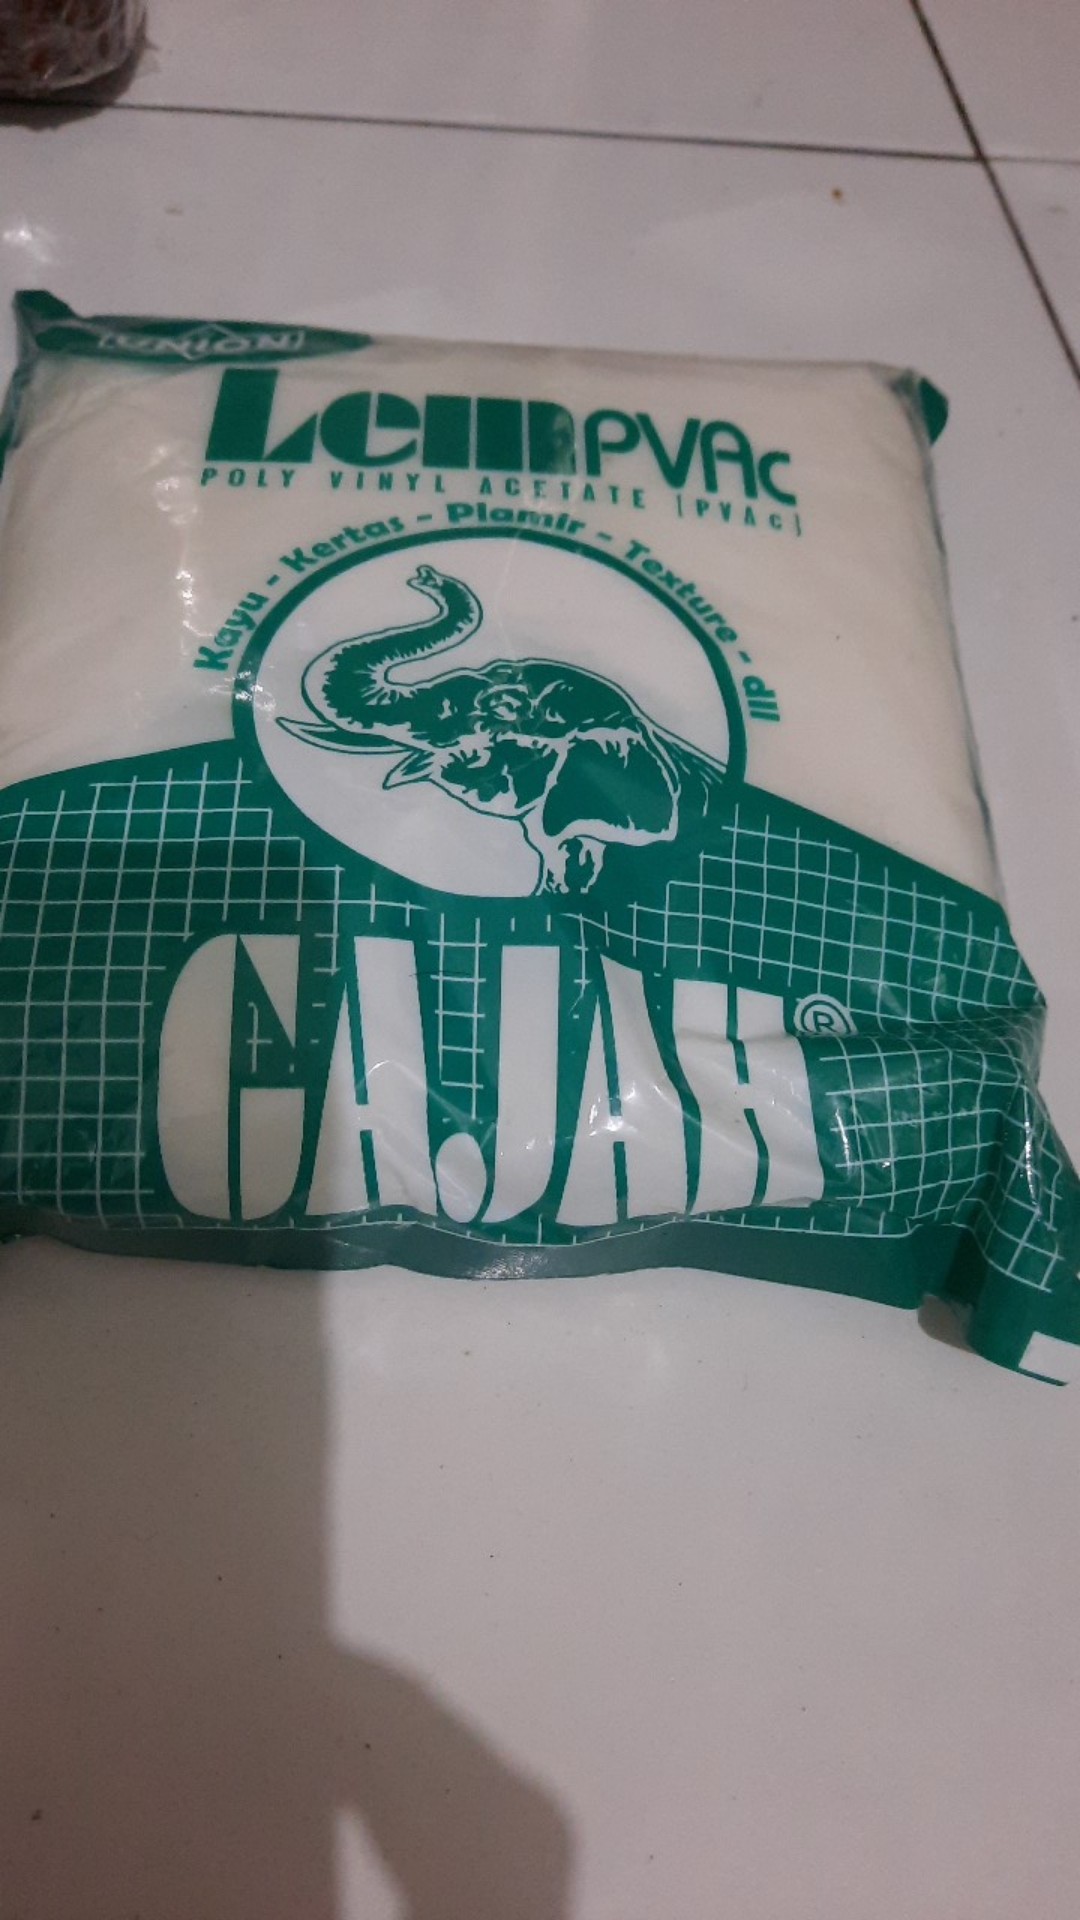 UNION
Lem PVAc
POLY VINYL ACETATE [PVAc]
Kayu - Kertas - Plamir - Texture - dll
GAJAH ®